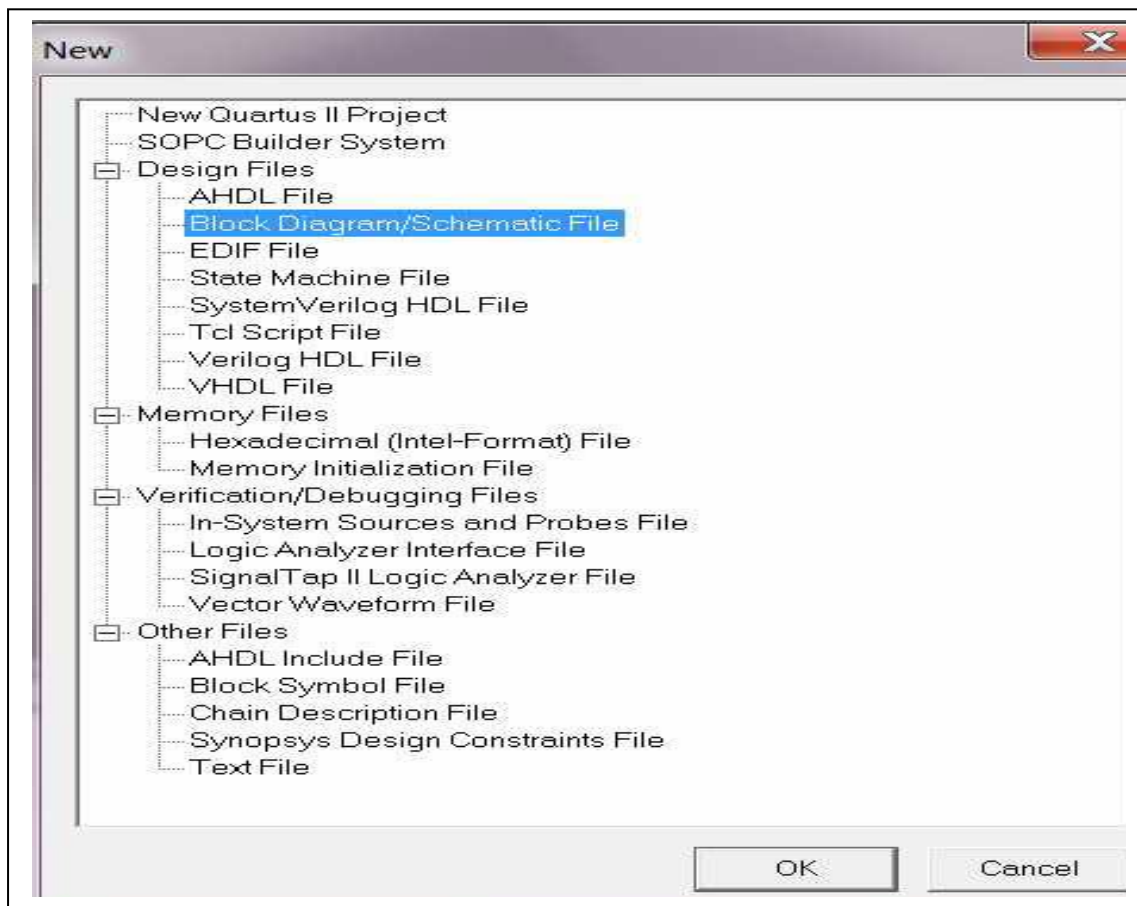 New
New Quartus II Project
SOPC Builder System
Design Files
AHDL File
Block Diagram/Schematic File
EDIF File
State Machine File
SystemVerilog HDL File
Tcl Script File
Verilog HDL File
VHDL File
Memory Files
Hexadecimal (Intel-Format) File
Memory Initialization File
Verification/Debugging Files
In-System Sources and Probes File
Logic Analyzer Interface File
SignalTap II Logic Analyzer File
Vector Waveform File
Other Files
AHDL Include File
Block Symbol File
Chain Description File
Synopsys Design Constraints File
Text File
OK Cancel